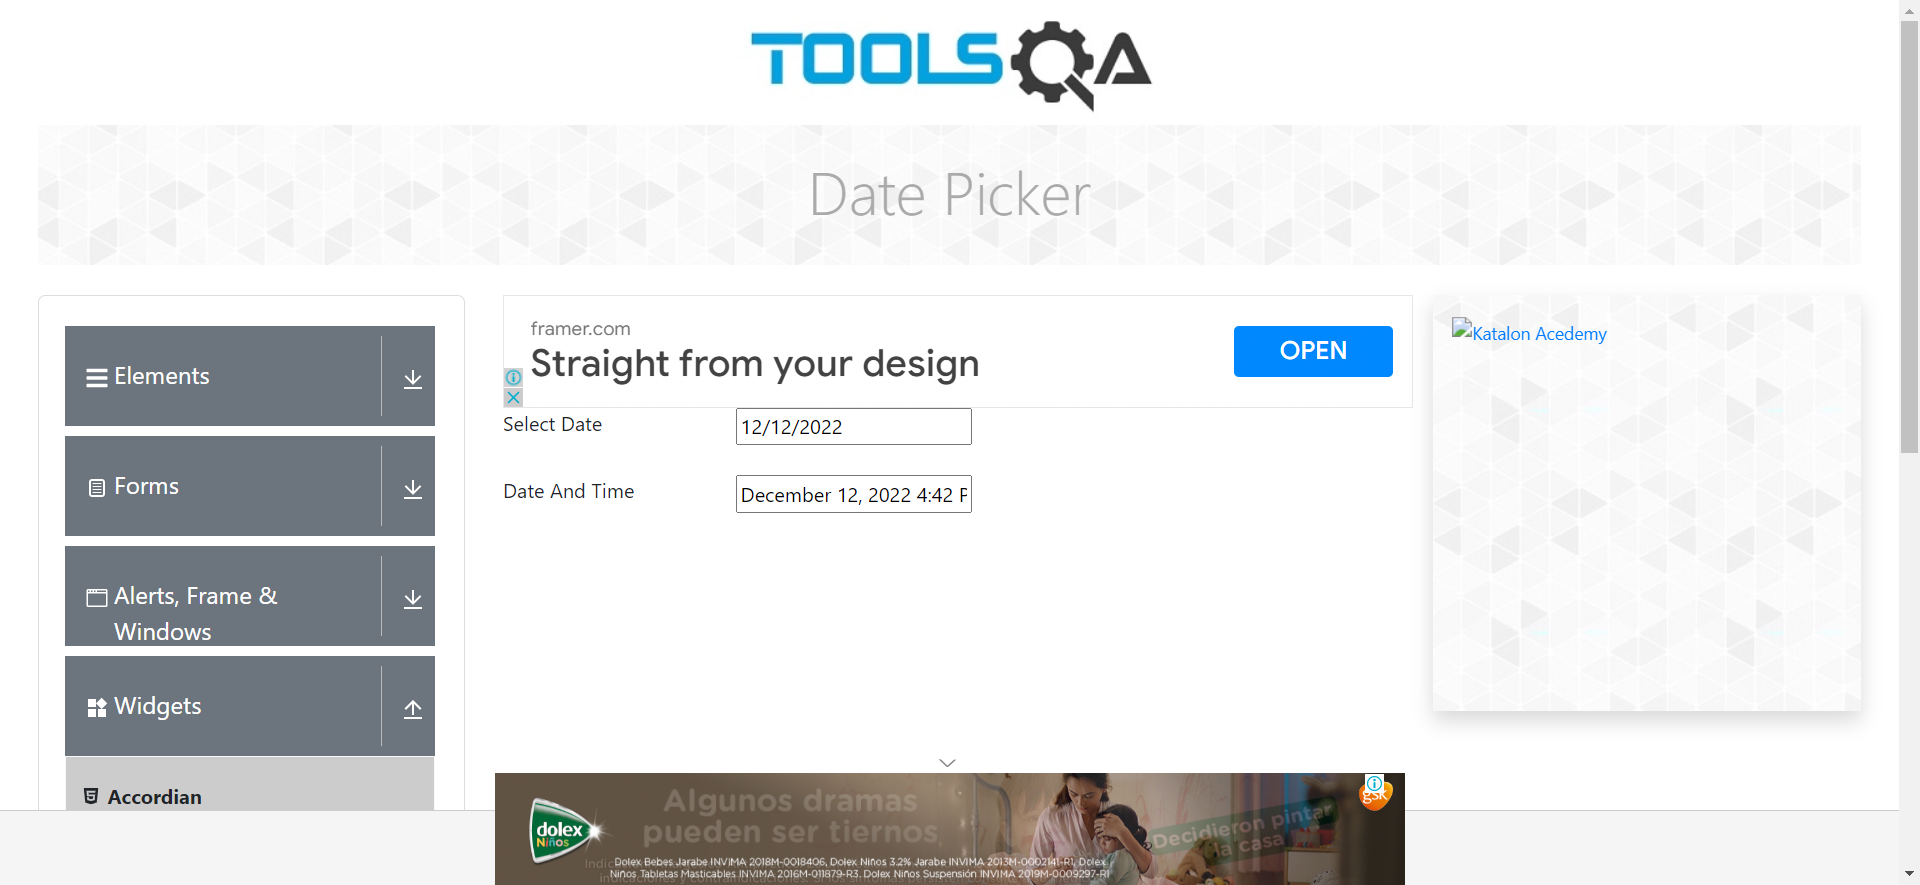 TOOLSQA
Date Picker
Elements
Forms
Alerts, Frame &
Windows
Widgets
Accordian
framer.com
Straight from your design
OPEN
Select Date
12/12/2022
Date And Time
December 12, 2022 4:42 P
Katalon Acedemy
Algunos dramas
pueden ser tiernos
dolex
Niños
Decidieron pintar
la casa
gsk
Dolex Bebes Jarabe INVIMA 2018M-0018406, Dolex Niños 3.2% Jarabe INVIMA 2013M-0002141-R1, Dolex
Niños Tabletas Masticables INVIMA 2016M-011879-R3, Dolex Niños Suspensión INVIMA 2019M-0009297-R1